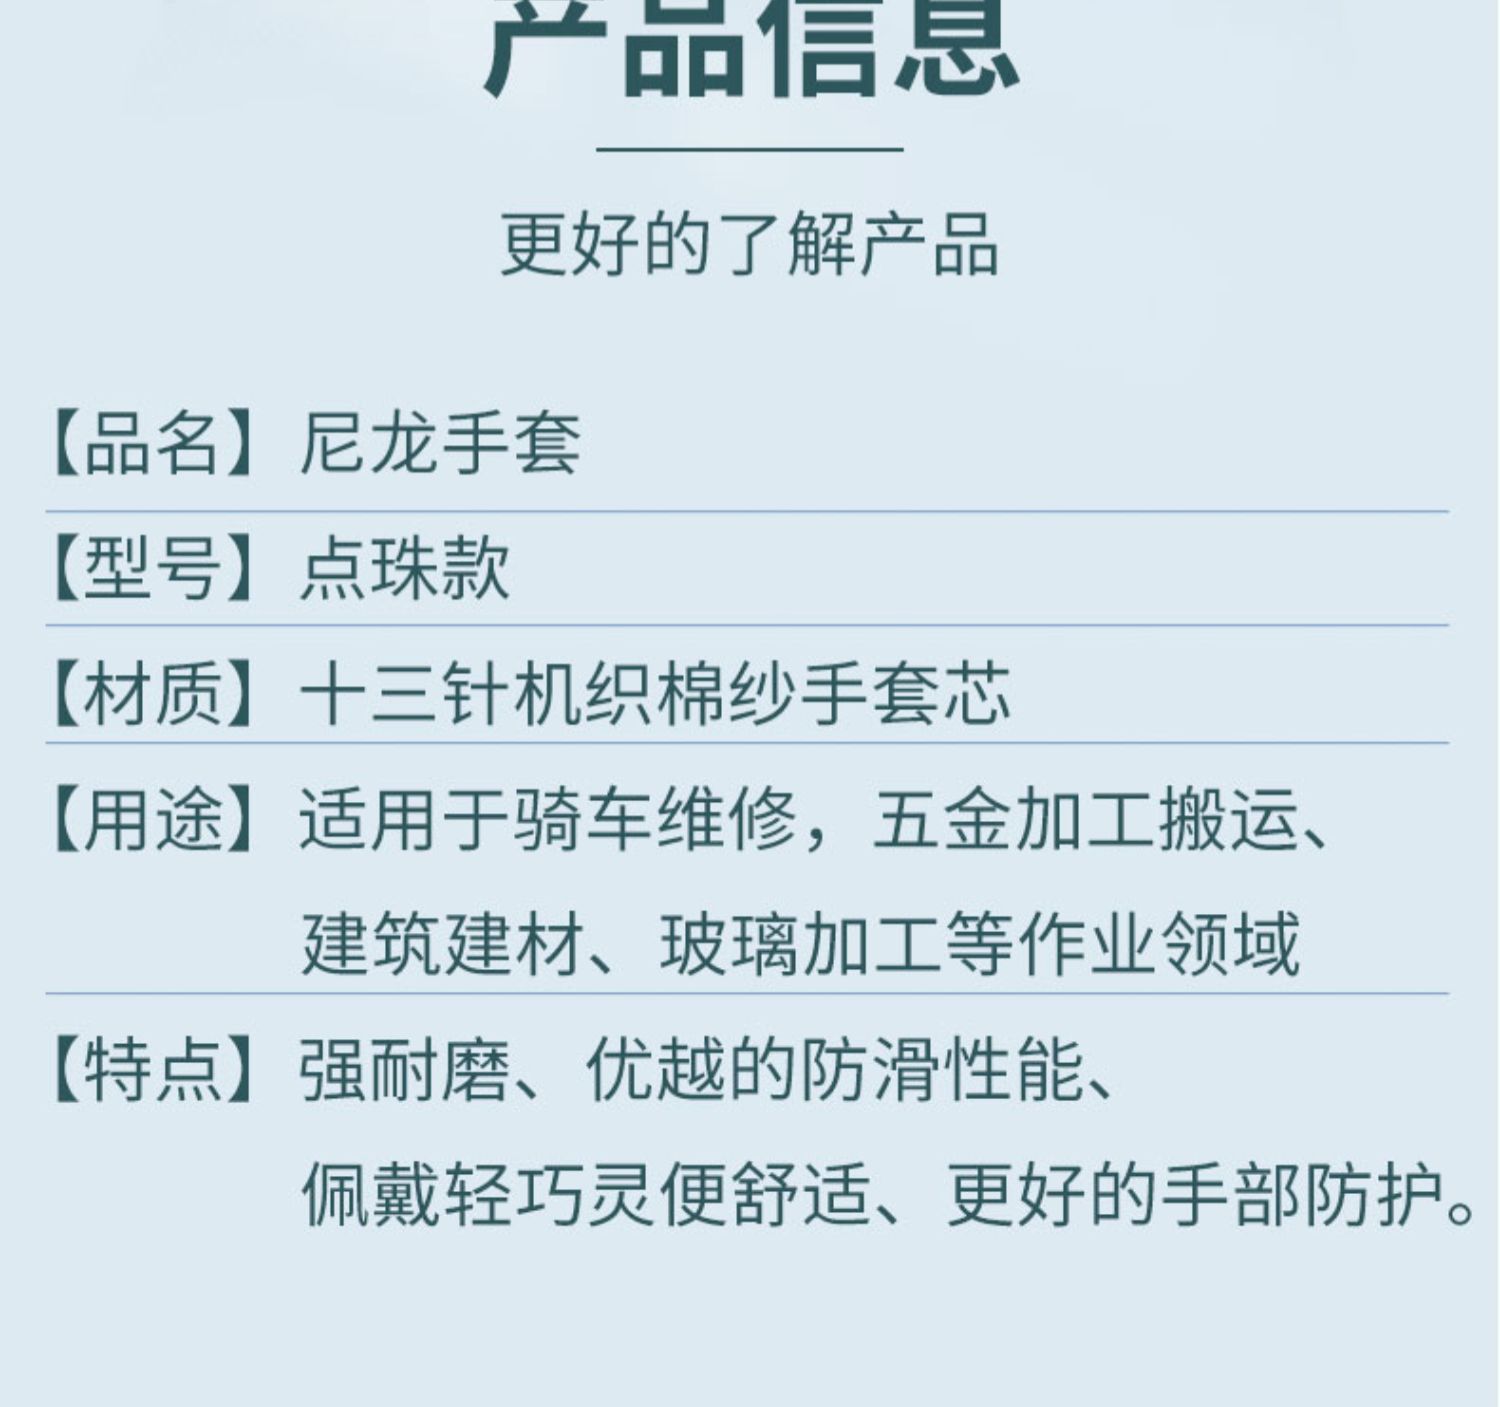 产品信息
更好的了解产品
【品名】尼龙手套
【型号】点珠款
【材质】十三针机织棉纱手套芯
【用途】适用于骑车维修，五金加工搬运、
建筑建材、玻璃加工等作业领域
【特点】强耐磨、优越的防滑性能、
佩戴轻巧灵便舒适、更好的手部防护。